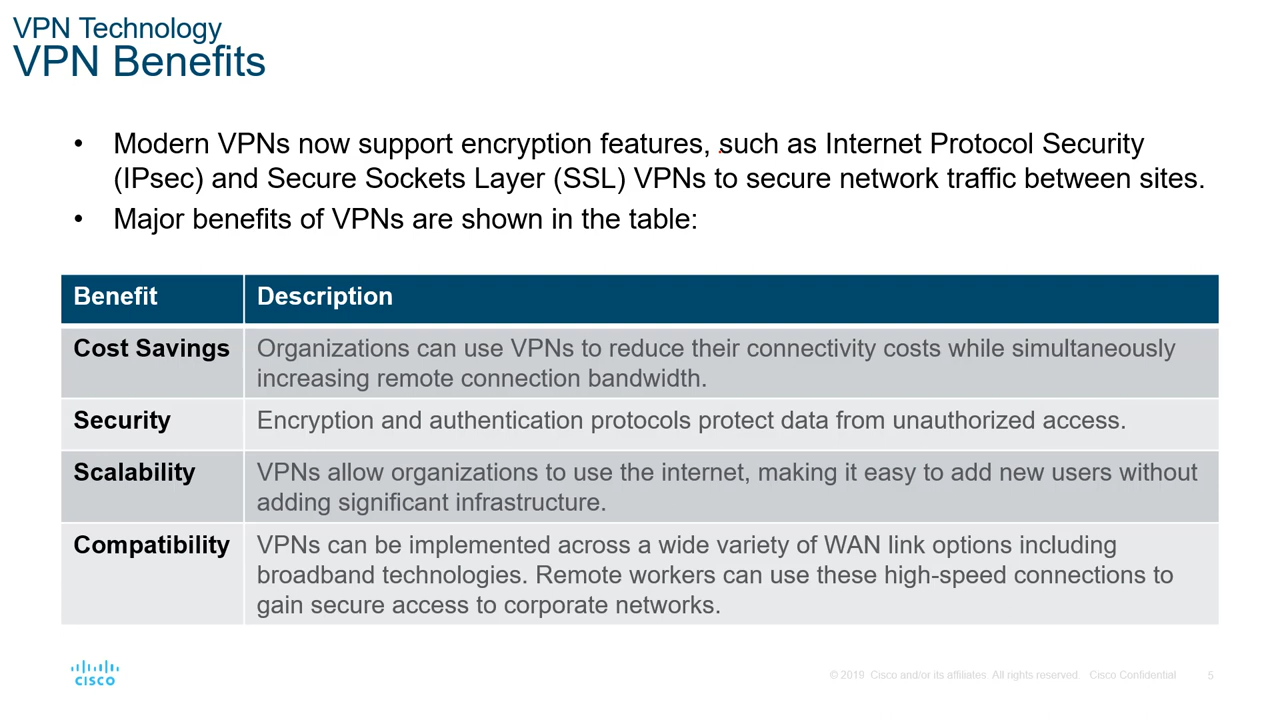 VPN Technology
VPN Benefits
• Modern VPNs now support encryption features, such as Internet Protocol Security
(IPsec) and Secure Sockets Layer (SSL) VPNs to secure network traffic between sites.
• Major benefits of VPNs are shown in the table:
Benefit Description
Cost Savings Organizations can use VPNs to reduce their connectivity costs while simultaneously
increasing remote connection bandwidth.
Security Encryption and authentication protocols protect data from unauthorized access.
Scalability VPNs allow organizations to use the internet, making it easy to add new users without
adding significant infrastructure.
Compatibility VPNs can be implemented across a wide variety of WAN link options including
broadband technologies. Remote workers can use these high-speed connections to
gain secure access to corporate networks.
CISCO
© 2019 Cisco and/or its affiliates. All rights reserved. Cisco Confidential 5